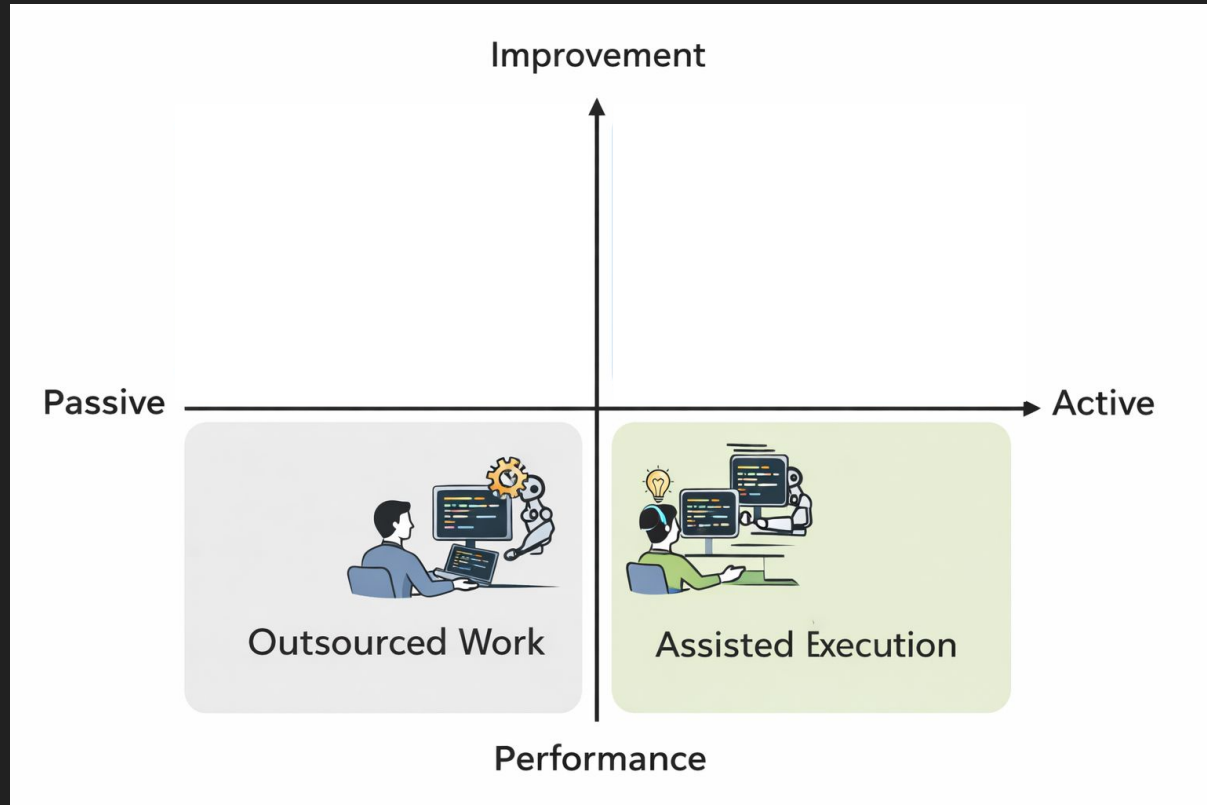 Improvement
Passive
Active
Outsourced Work
Assisted Execution
Performance